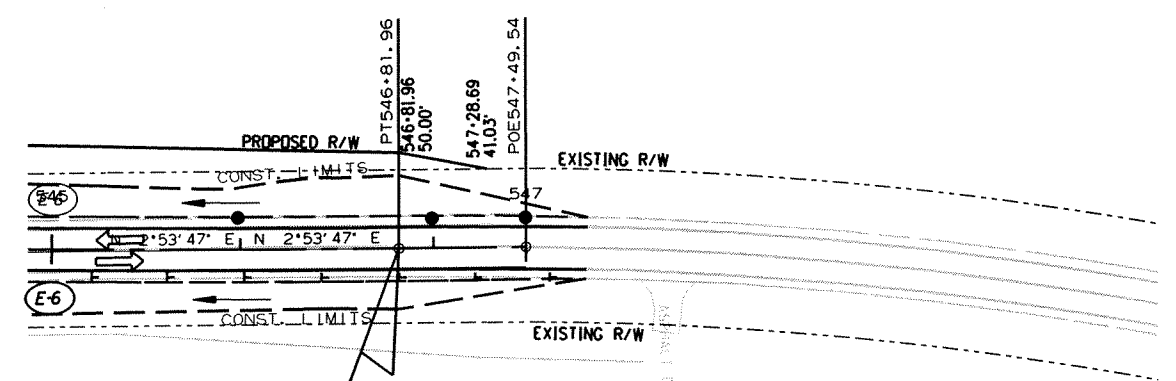 PT546+81.96
546+81.96
50.00'
547+28.69
41.03'
POE547+49.54
PROPOSED R/W
EXISTING R/W
CONST. LIMITS
547
N 2°53'47" E
N 2°53'47" E
E-6
CONST. LIMITS
EXISTING R/W